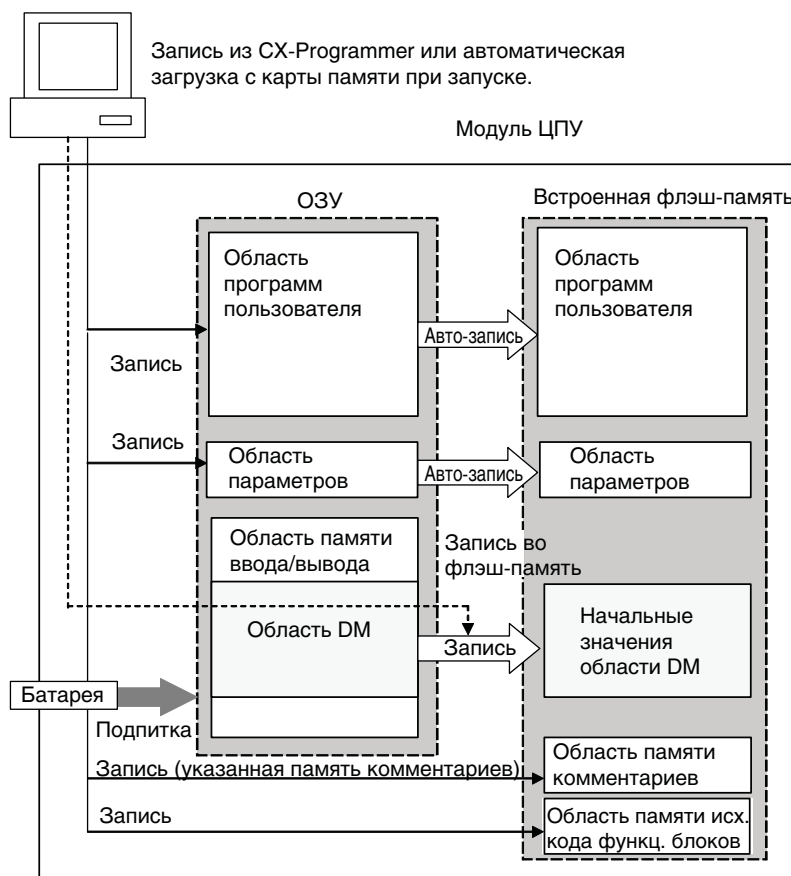 Запись из CX-Programmer или автоматическая
загрузка с карты памяти при запуске.
Модуль ЦПУ
ОЗУ
Встроенная флэш-память
Область
программ
пользователя
Область
программ
пользователя
Авто-запись
Запись
Запись
Область
параметров
Авто-запись
Область
параметров
Область памяти
ввода/вывода
Запись во
флэш-память
Область DM
Запись
Начальные
значения
области DM
Батарея
Подпитка
Запись (указанная память комментариев)
Область памяти
комментариев
Запись
Область памяти исх.
кода функц. блоков